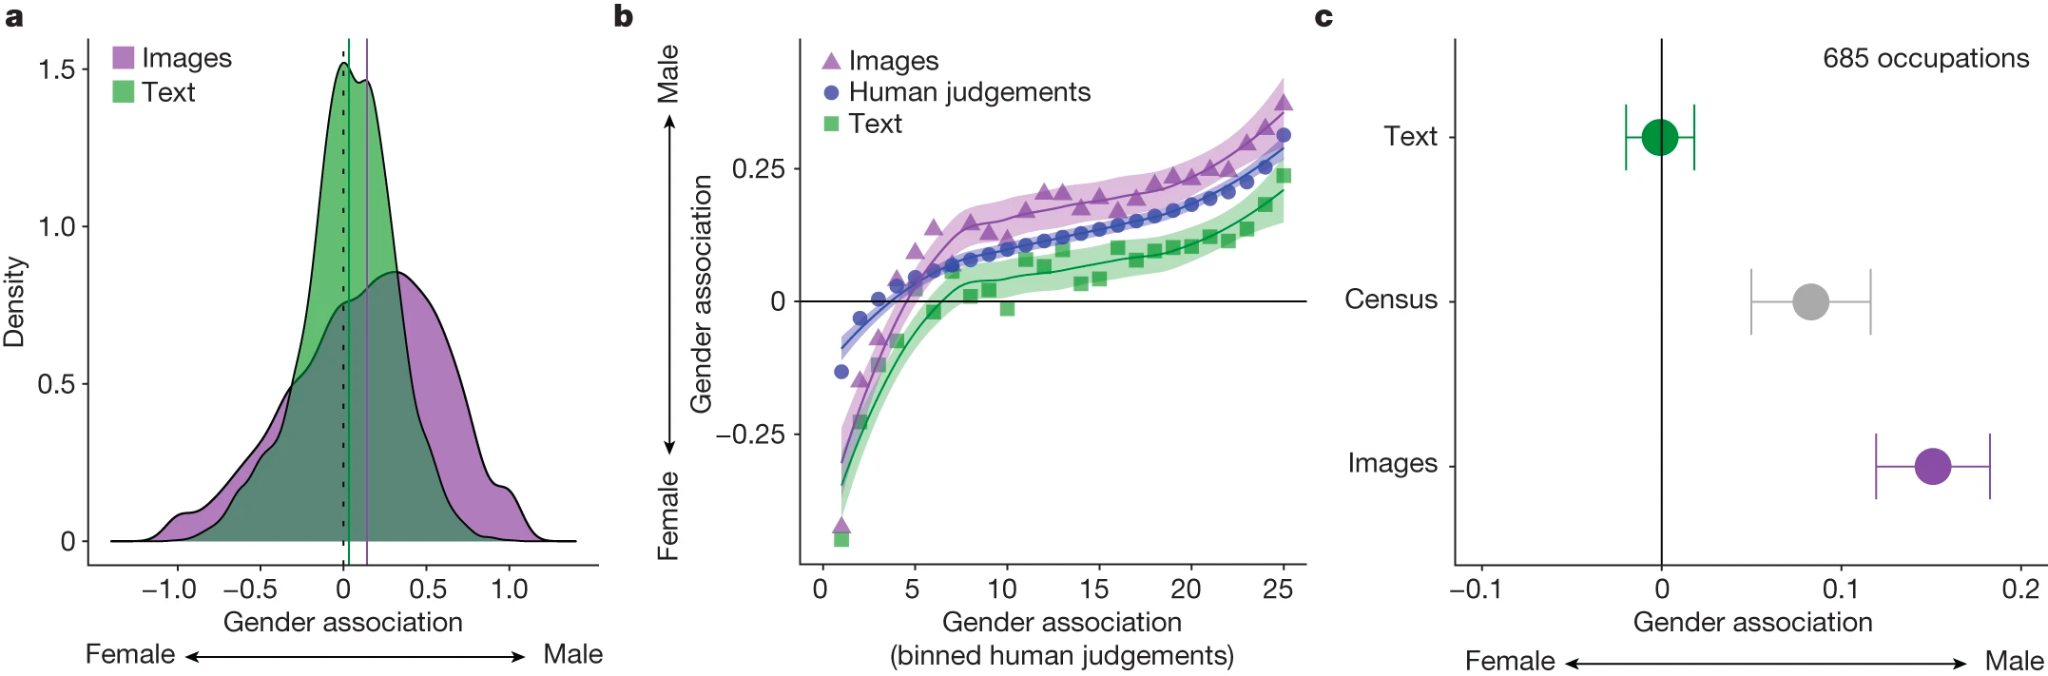 a
Images
Text
1.5
1.0
0.5
0
Density
−1.0
−0.5
0
0.5
1.0
Gender association
Female
Male
b
Images
Human judgements
Text
Male
Female
Gender association
0.25
0
−0.25
0
5
10
15
20
25
Gender association
(binned human judgements)
c
685 occupations
Text
Census
Images
−0.1
0
0.1
0.2
Gender association
Female
Male